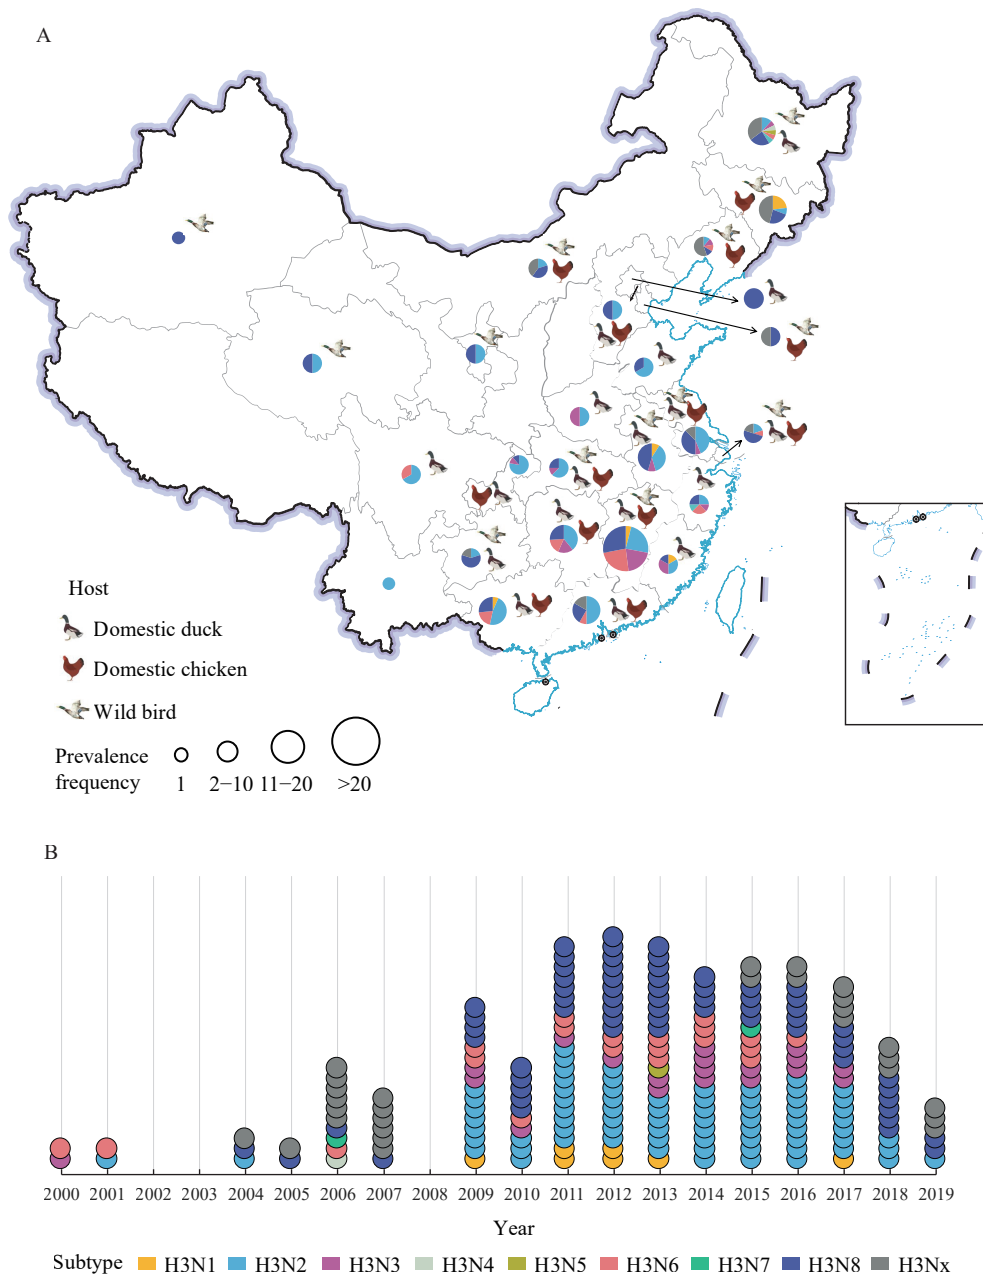 A
Host
Domestic duck
Domestic chicken
Wild bird
Prevalence
frequency
1 2−10 11−20 >20
B
2000 2001 2002 2003 2004 2005 2006 2007 2008 2009 2010 2011 2012 2013 2014 2015 2016 2017 2018 2019
Year
Subtype H3N1 H3N2 H3N3 H3N4 H3N5 H3N6 H3N7 H3N8 H3Nx